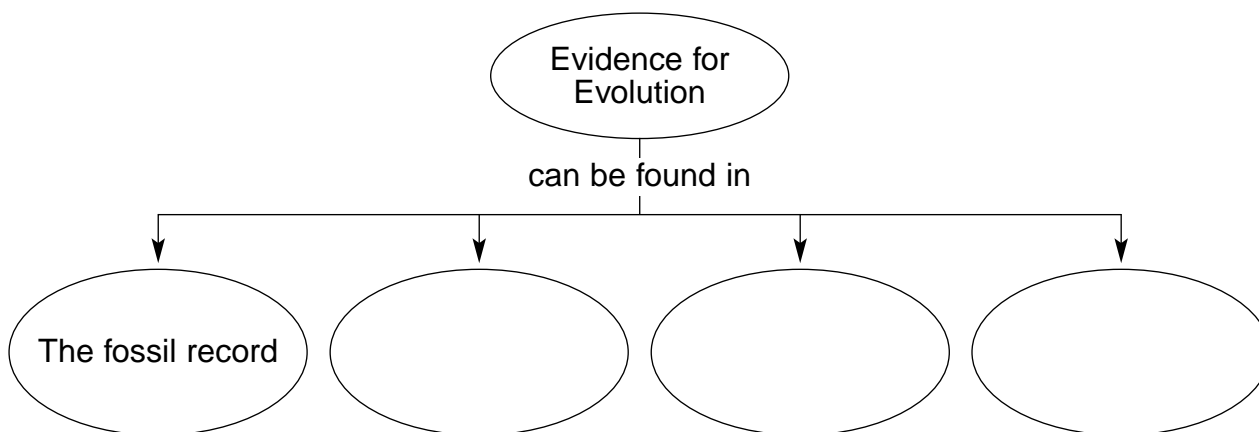 Evidence for
Evolution
can be found in
The fossil record